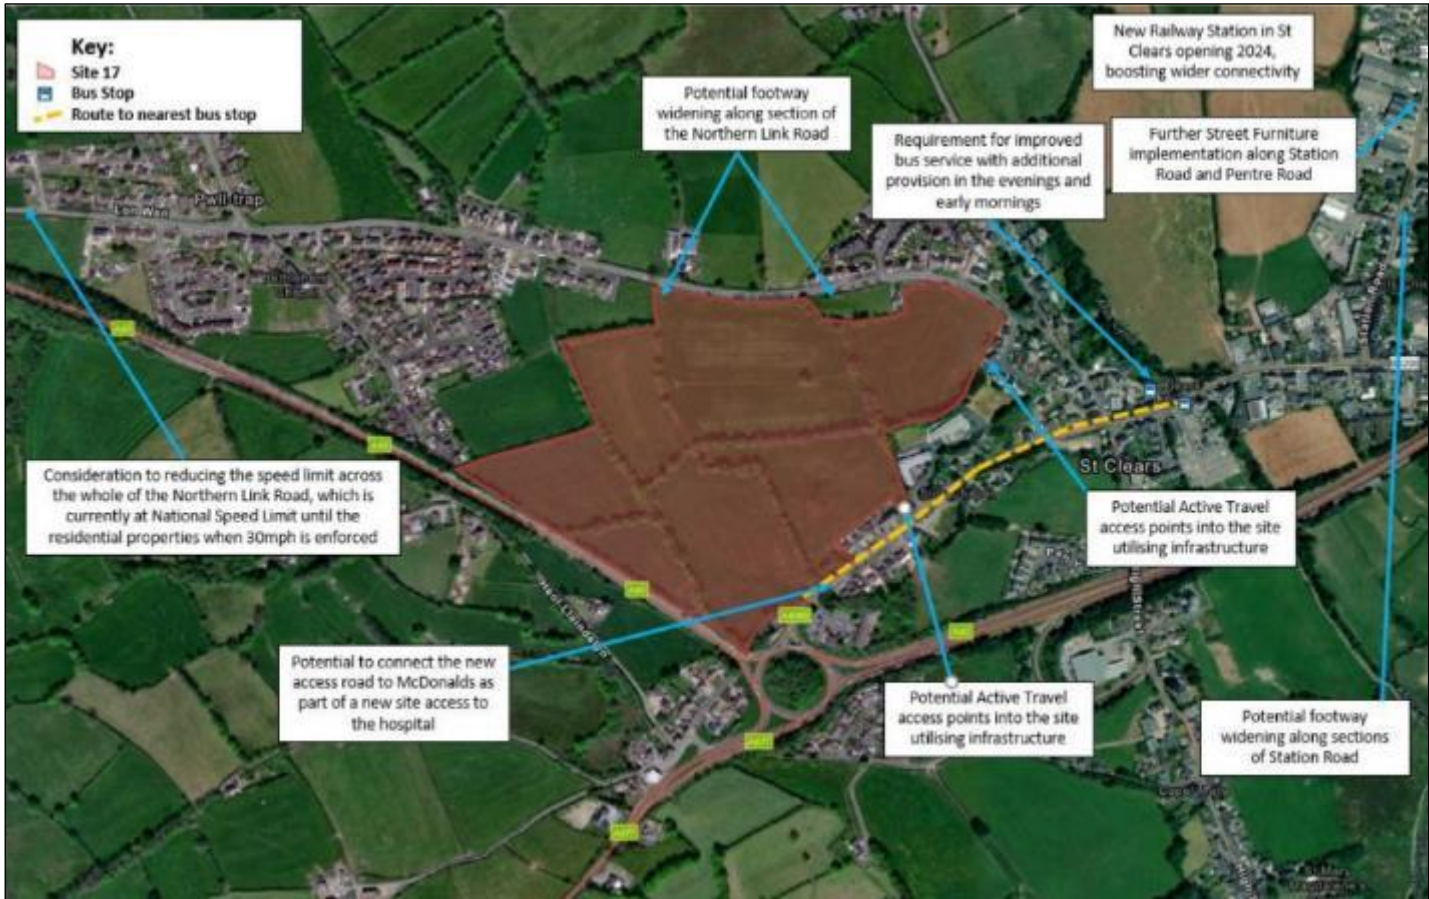 Key:
Site 17
Bus Stop
Route to nearest bus stop
New Railway Station in St
Clears opening 2024,
boosting wider connectivity
Potential footway
widening along section of
the Northern Link Road
Requirement for improved
bus service with additional
provision in the evenings and
early mornings
Further Street Furniture
implementation along Station
Road and Pentre Road
Pwll-trap
St Clears
Consideration to reducing the speed limit across
the whole of the Northern Link Road, which is
currently at National Speed Limit until the
residential properties when 30mph is enforced
Potential Active Travel
access points into the site
utilising infrastructure
Potential to connect the new
access road to McDonalds as
part of a new site access to
the hospital
Potential Active Travel
access points into the site
utilising infrastructure
Potential footway
widening along sections
of Station Road